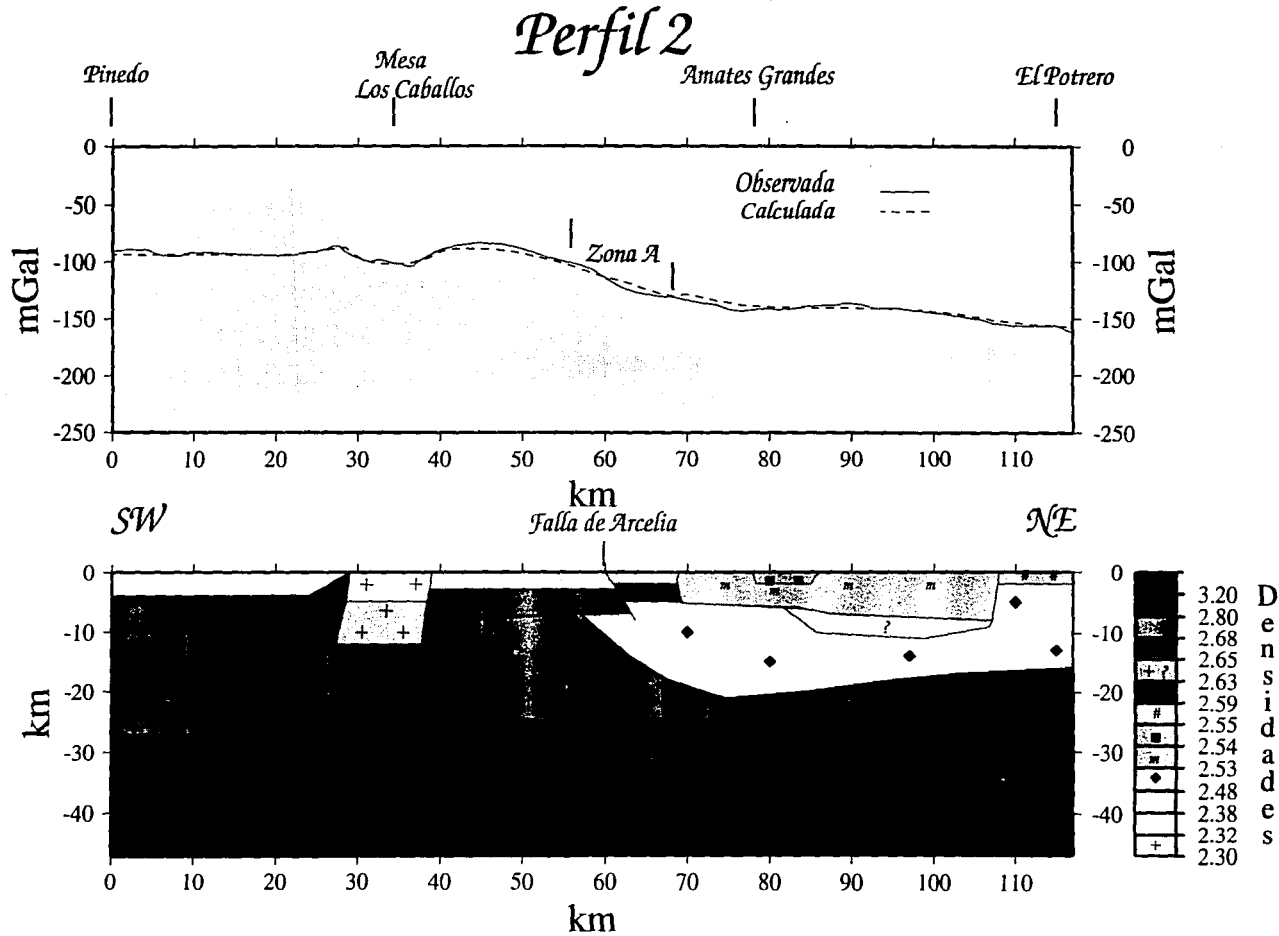 Perfil 2
Pinedo
Mesa
Los Caballos
Amates Grandes
El Potrero
0
-50
-100
-150
-200
-250
mGal
0
-50
-100
-150
-200
-250
mGal
Observada
Calculada
Zona A
0 10 20 30 40 50 60 70 80 90 100 110
km
SW
Falla de Arcelia
NE
0
-10
-20
-30
-40
km
0
-10
-20
-30
-40
+ +
+
+ +
m m m
m
?
# #
0 10 20 30 40 50 60 70 80 90 100 110
km
+ ?
#
m
+
3.20
2.80
2.68
2.65
2.63
2.59
2.55
2.54
2.53
2.48
2.38
2.32
2.30
Densidades